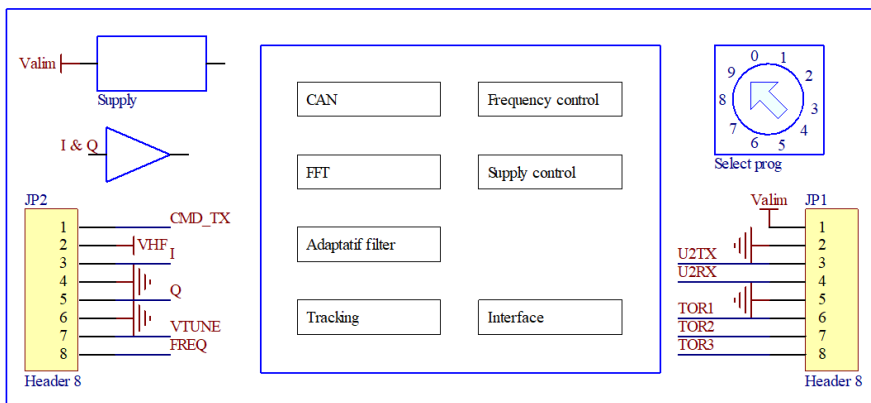 Valim
Supply
I & Q
JP2
1 CMD_TX
2 VHF
3 I
4
5 Q
6
7 VTUNE
8 FREQ
Header 8
CAN
Frequency control
FFT
Supply control
Adaptatif filter
Tracking
Interface
0
1
2
3
4
5
6
7
8
9
Select prog
JP1
Valim
1
2
U2TX 3
U2RX 4
5
TOR1 6
TOR2 7
TOR3 8
Header 8